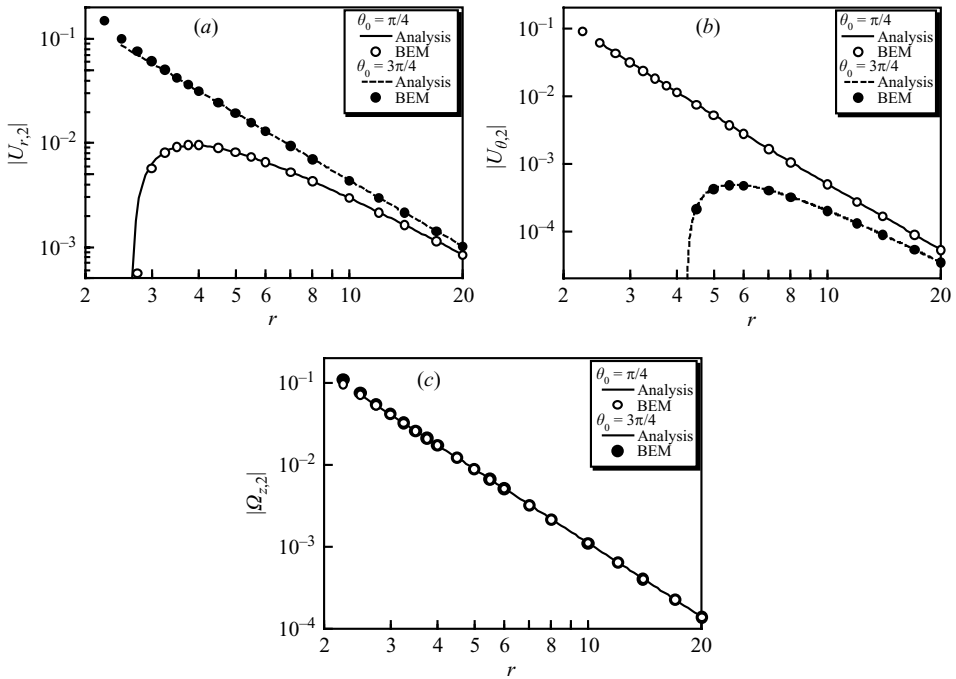 (a)
θ0 = π/4
Analysis
BEM
θ0 = 3π/4
Analysis
BEM
|Ur,2|
10−1
10−2
10−3
2 3 4 5 6 8 10 20
r
(b)
θ0 = π/4
Analysis
BEM
θ0 = 3π/4
Analysis
BEM
|Uθ,2|
10−1
10−2
10−3
10−4
2 3 4 5 6 8 10 20
r
(c)
θ0 = π/4
Analysis
BEM
θ0 = 3π/4
Analysis
BEM
|Ωz,2|
10−1
10−2
10−3
10−4
2 3 4 5 6 8 10 20
r